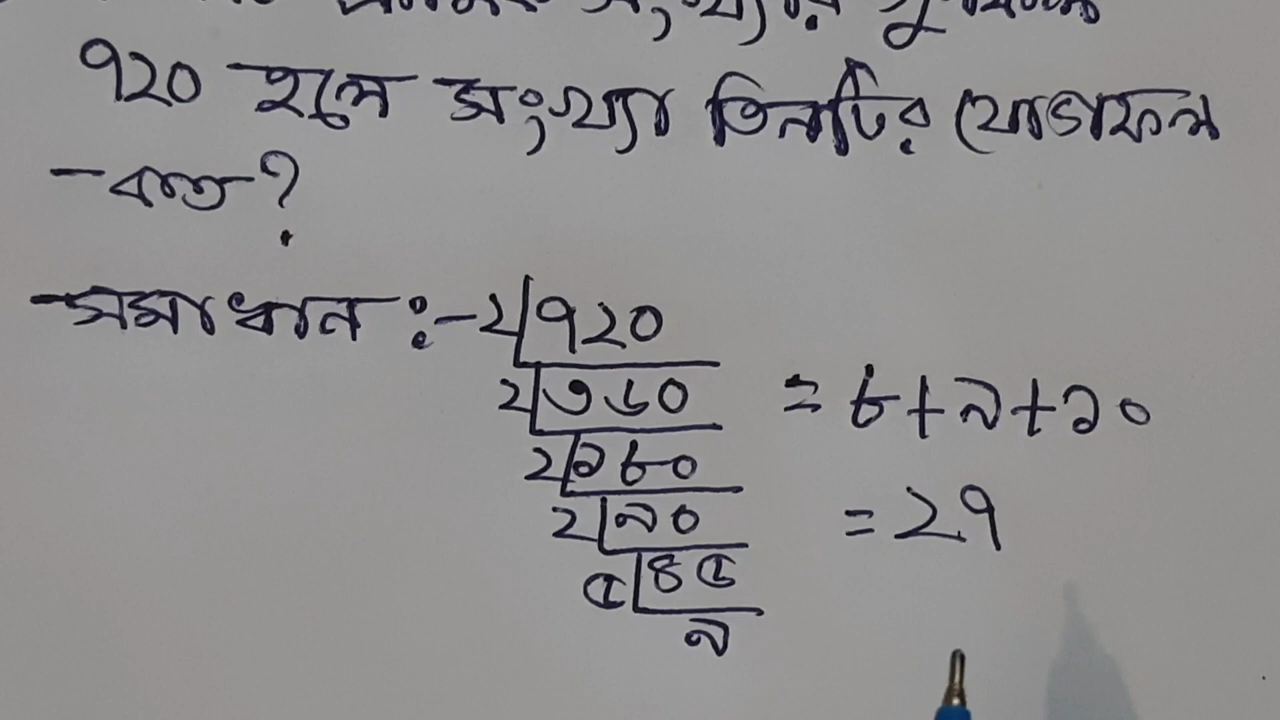 ৭২০ হলে সংখ্যা তিনটির যোগফল
কত?
সমাধান :- ২|৭২০
২|৩৬০ = ৮+৯+১০
২|১৮০
২|৯০ = ২৭
৫|৪৫
৯